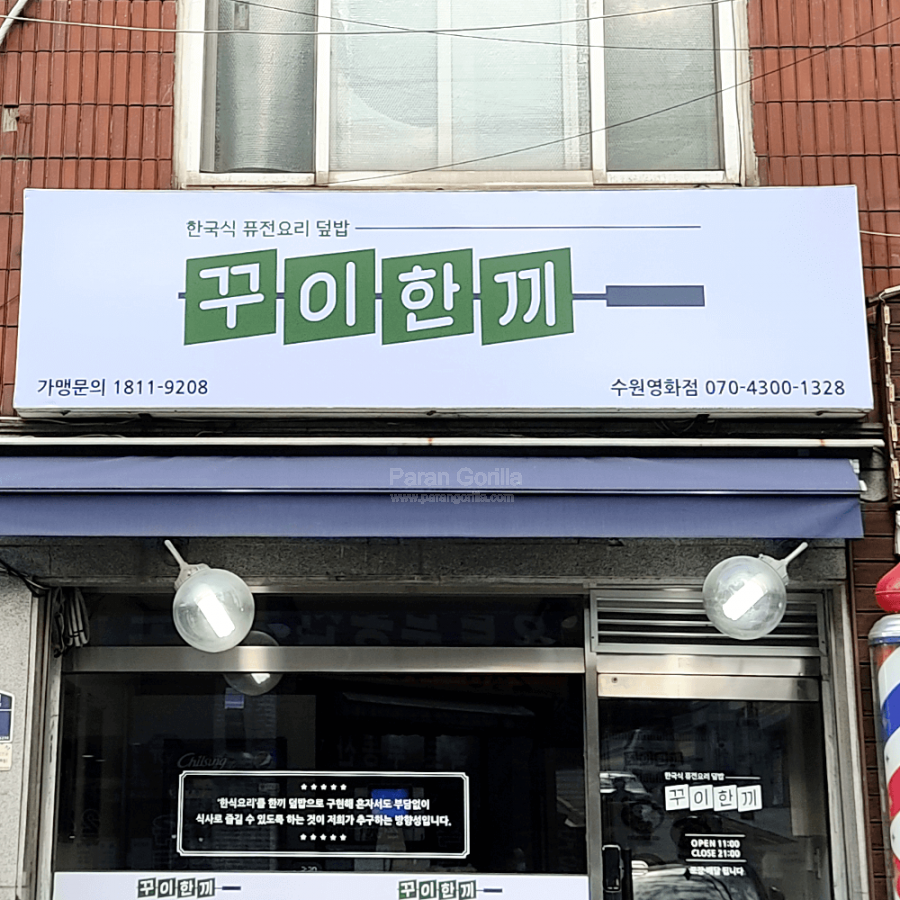 한국식 퓨전요리 덮밥
꾸이한끼
가맹문의 1811-9208
수원영화점 070-4300-1328
Paran Gorilla
www.parangorilla.com
Chilsung
★★★★★
'한식요리'를 한끼 덮밥으로 구현해 혼자서도 부담없이
식사로 즐길 수 있도록 하는 것이 저희가 추구하는 방향성입니다.
★★★★★
한국식 퓨전요리 덮밥
꾸이한끼
OPEN 11:00
CLOSE 21:00
꾸이한끼
꾸이한끼